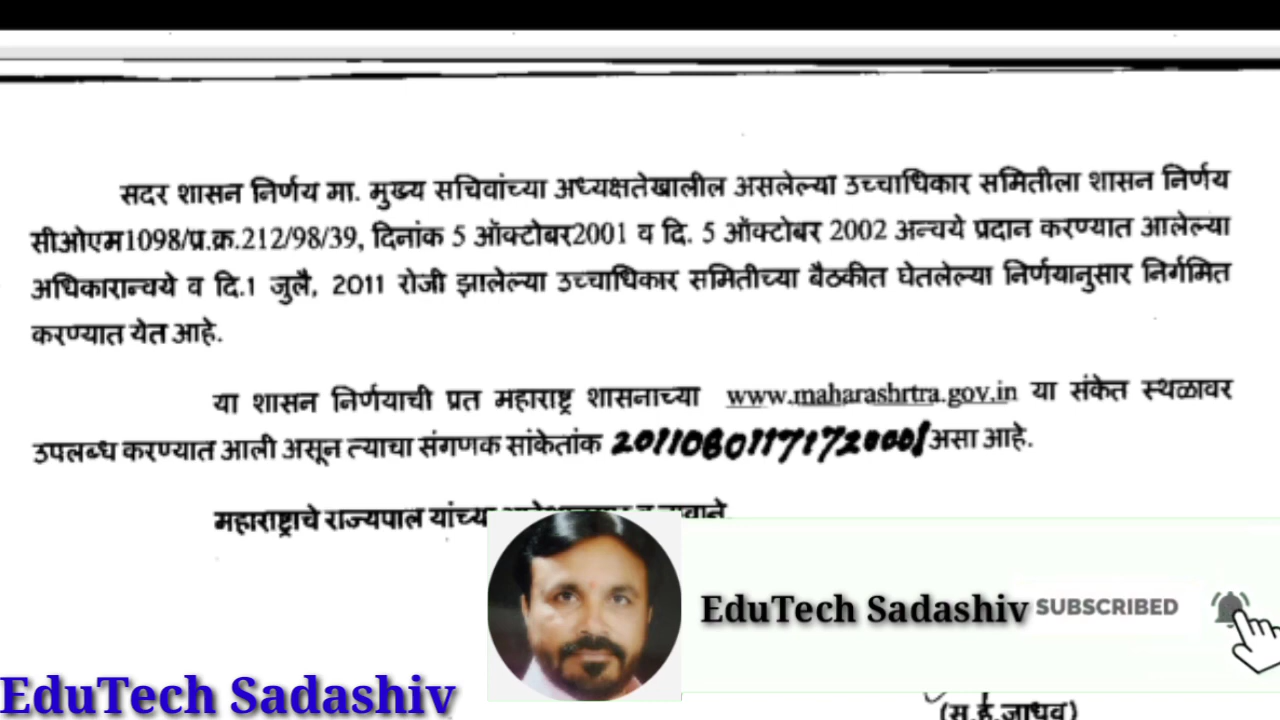 सदर शासन निर्णय मा. मुख्य सचिवांच्या अध्यक्षतेखालील असलेल्या उच्चाधिकार समितीला शासन निर्णय
सीओएम1098/प्र.क्र.212/98/39, दिनांक 5 ऑक्टोबर2001 व दि. 5 ऑक्टोबर 2002 अन्वये प्रदान करण्यात आलेल्या
अधिकारान्वये व दि.1 जुलै, 2011 रोजी झालेल्या उच्चाधिकार समितीच्या बैठकीत घेतलेल्या निर्णयानुसार निर्गमित
करण्यात येत आहे.
या शासन निर्णयाची प्रत महाराष्ट्र शासनाच्या www.maharashrtra.gov.in या संकेत स्थळावर
उपलब्ध करण्यात आली असून त्याचा संगणक सांकेतांक असा आहे.
महाराष्ट्राचे राज्यपाल यांच्या
EduTech Sadashiv SUBSCRIBED
EduTech Sadashiv
(स.ह.जाधव)